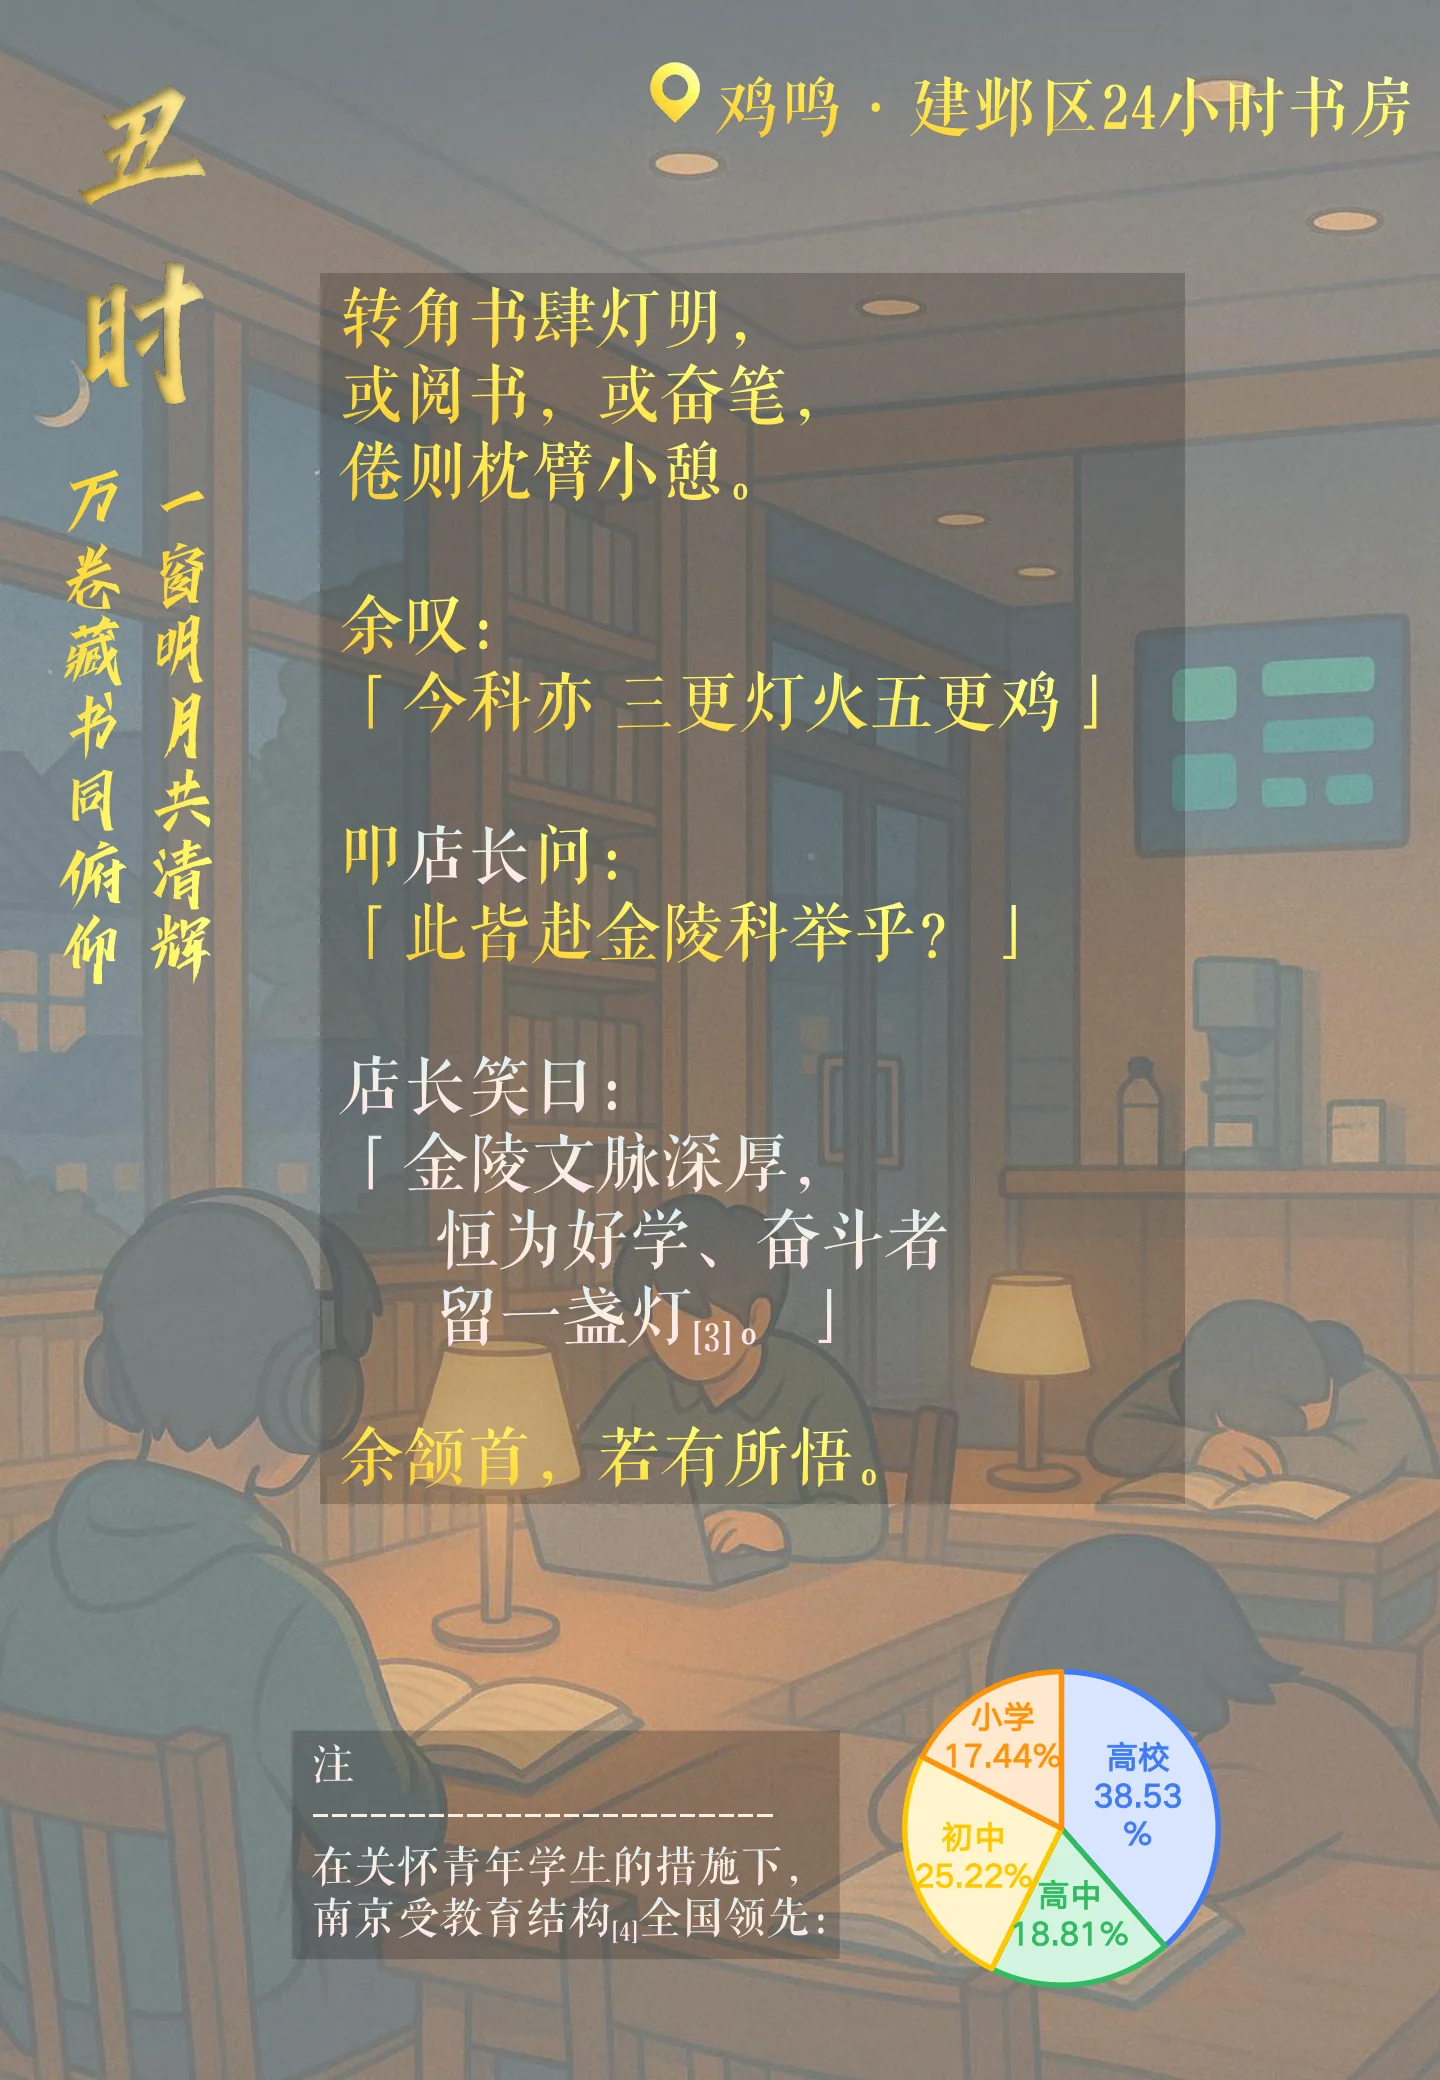 鸡鸣·建邺区24小时书房
丑时
一窗明月共清辉
万卷藏书同俯仰
转角书肆灯明，
或阅书，或奋笔，
倦则枕臂小憩。
余叹：
「今科亦 三更灯火五更鸡」
叩店长问：
「此皆赴金陵科举乎？」
店长笑曰：
「金陵文脉深厚，
恒为好学、奋斗者
留一盏灯[3]。」
余颔首，若有所悟。
注
------------------------
在关怀青年学生的措施下，
南京受教育结构[4]全国领先：
小学
17.44%
高校
38.53
%
初中
25.22%
高中
18.81%